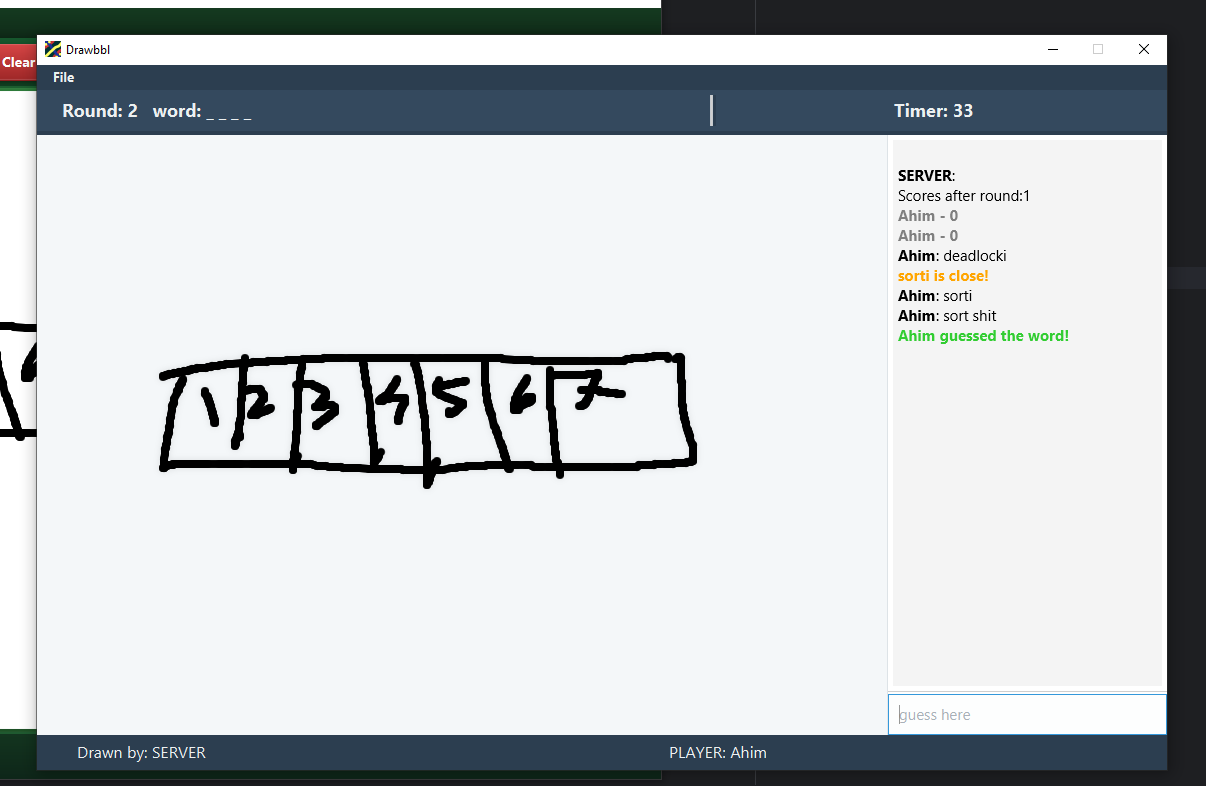 Clear
Drawbbl
File
Round: 2 word: _ _ _ _
Timer: 33
SERVER:
Scores after round:1
Ahim - 0
Ahim - 0
Ahim: deadlocki
sorti is close!
Ahim: sorti
Ahim: sort shit
Ahim guessed the word!
1 2 3 4 5 6 7
guess here
Drawn by: SERVER
PLAYER: Ahim